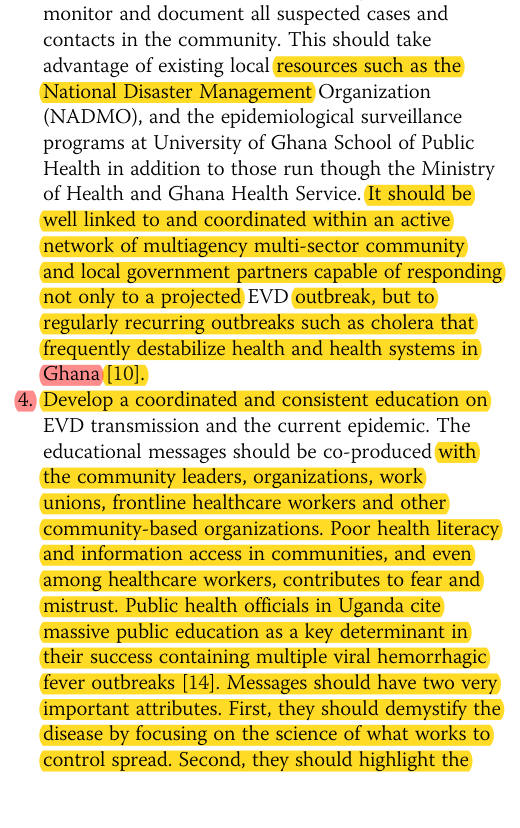 monitor and document all suspected cases and
contacts in the community. This should take
advantage of existing local resources such as the
National Disaster Management Organization
(NADMO), and the epidemiological surveillance
programs at University of Ghana School of Public
Health in addition to those run though the Ministry
of Health and Ghana Health Service. It should be
well linked to and coordinated within an active
network of multiagency multi-sector community
and local government partners capable of responding
not only to a projected EVD outbreak, but to
regularly recurring outbreaks such as cholera that
frequently destabilize health and health systems in
Ghana [10].
4. Develop a coordinated and consistent education on
EVD transmission and the current epidemic. The
educational messages should be co-produced with
the community leaders, organizations, work
unions, frontline healthcare workers and other
community-based organizations. Poor health literacy
and information access in communities, and even
among healthcare workers, contributes to fear and
mistrust. Public health officials in Uganda cite
massive public education as a key determinant in
their success containing multiple viral hemorrhagic
fever outbreaks [14]. Messages should have two very
important attributes. First, they should demystify the
disease by focusing on the science of what works to
control spread. Second, they should highlight the